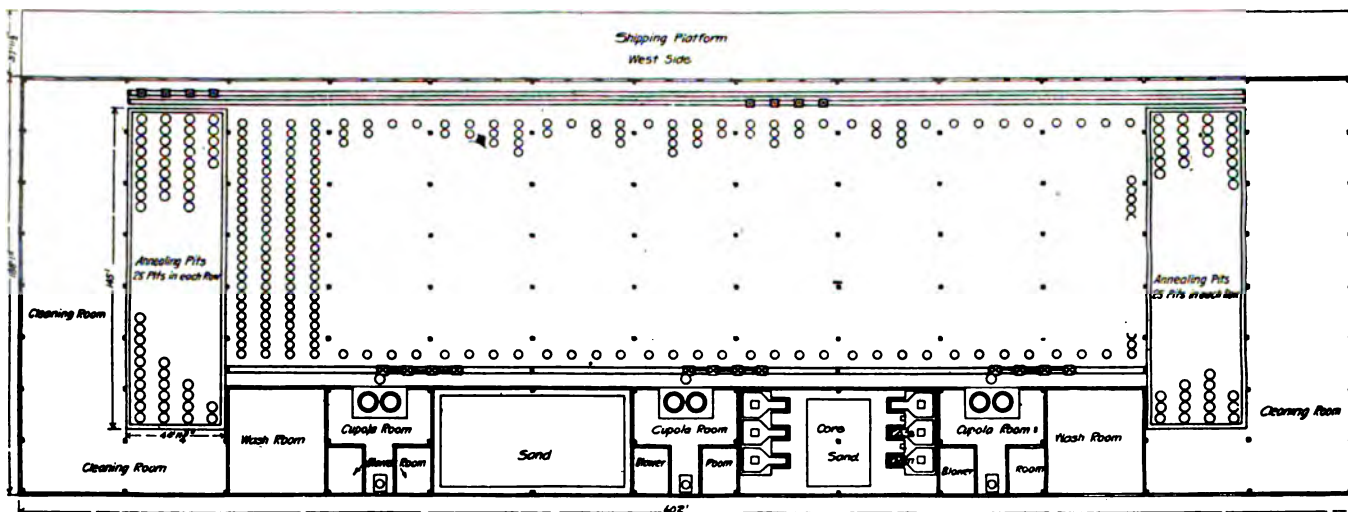 Shipping Platform
West Side
Annealing Pits
25 Pits in each Row
145'
Cleaning Room
Cleaning Room
Wash Room
Cupola Room
Blower Room
Sand
Cupola Room
Blower Room
Core
Sand
Cupola Room
Blower Room
Wash Room
Annealing Pits
25 Pits in each Row
Cleaning Room
602'